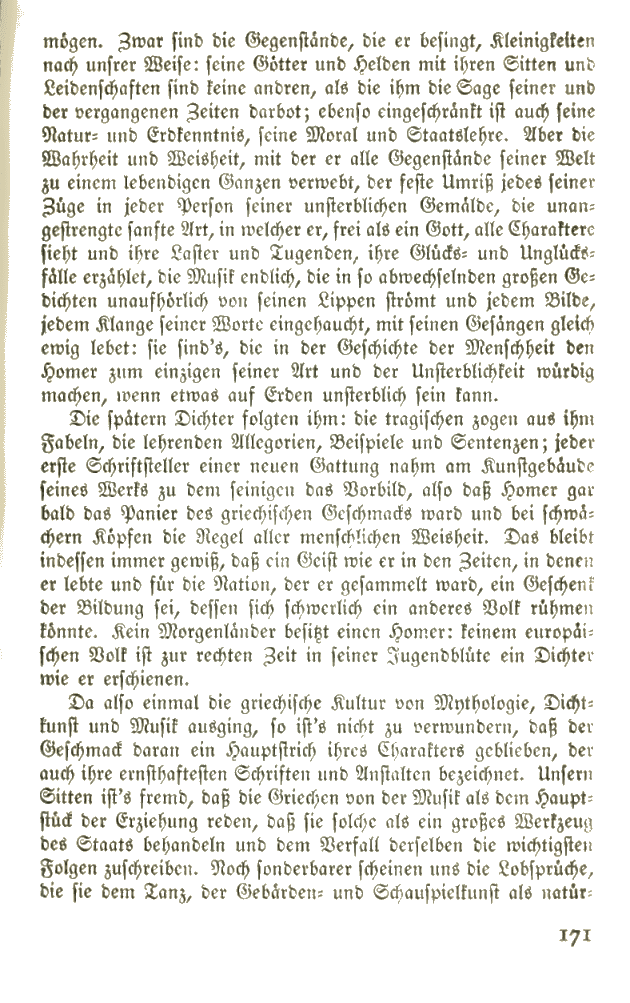 mögen. Zwar sind die Gegenstände, die er besingt, Kleinigkeiten
nach unsrer Weise: seine Götter und Helden mit ihren Sitten und
Leidenschaften sind keine andren, als die ihm die Sage seiner und
der vergangenen Zeiten darbot; ebenso eingeschränkt ist auch seine
Natur- und Erdkenntnis, seine Moral und Staatslehre. Aber die
Wahrheit und Weisheit, mit der er alle Gegenstände seiner Welt
zu einem lebendigen Ganzen verwebt, der feste Umriß jedes seiner
Züge in jeder Person seiner unsterblichen Gemälde, die unan-
gestrengte sanfte Art, in welcher er, frei als ein Gott, alle Charaktere
sieht und ihre Laster und Tugenden, ihre Glücks- und Unglücks-
fälle erzählet, die Musik endlich, die in so abwechselnden großen Ge-
dichten unaufhörlich von seinen Lippen strömt und jedem Bilde,
jedem Klange seiner Worte eingehaucht, mit seinen Gesängen gleich
ewig lebet: sie sind's, die in der Geschichte der Menschheit den
Homer zum einzigen seiner Art und der Unsterblichkeit würdig
machen, wenn etwas auf Erden unsterblich sein kann.
Die spätern Dichter folgten ihm: die tragischen zogen aus ihm
Fabeln, die lehrenden Allegorien, Beispiele und Sentenzen; jeder
erste Schriftsteller einer neuen Gattung nahm am Kunstgebäude
seines Werks zu dem seinigen das Vorbild, also daß Homer gar
bald das Panier des griechischen Geschmacks ward und bei schwä-
chern Köpfen die Regel aller menschlichen Weisheit. Das bleibt
indessen immer gewiß, daß ein Geist wie er in den Zeiten, in denen
er lebte und für die Nation, der er gesammelt ward, ein Geschenk
der Bildung sei, dessen sich schwerlich ein anderes Volk rühmen
könnte. Kein Morgenländer besitzt einen Homer: keinem europäi-
schen Volk ist zur rechten Zeit in seiner Jugendblüte ein Dichter
wie er erschienen.
Da also einmal die griechische Kultur von Mythologie, Dicht-
kunst und Musik ausging, so ist's nicht zu verwundern, daß der
Geschmack daran ein Hauptstrich ihres Charakters geblieben, der
auch ihre ernsthaftesten Schriften und Anstalten bezeichnet. Unsern
Sitten ist's fremd, daß die Griechen von der Musik als dem Haupt-
stück der Erziehung reden, daß sie solche als ein großes Werkzeug
des Staats behandeln und dem Verfall derselben die wichtigsten
Folgen zuschreiben. Noch sonderbarer scheinen uns die Lobsprüche,
die sie dem Tanz, der Gebärden- und Schauspielkunst als natür-
171